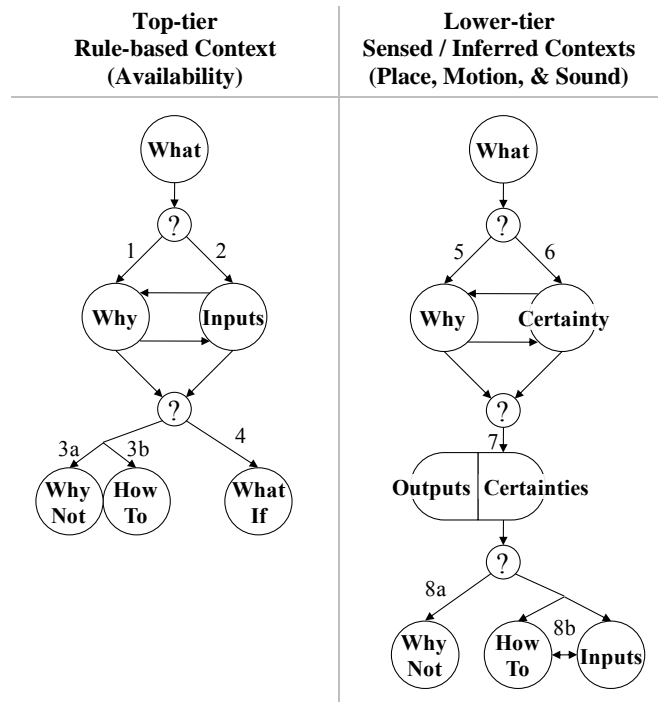 Top-tier
Rule-based Context
(Availability)
What
?
1
2
Why
Inputs
?
3a
3b
4
Why
Not
How
To
What
If
Lower-tier
Sensed / Inferred Contexts
(Place, Motion, & Sound)
What
?
5
6
Why
Certainty
?
7
Outputs
Certainties
?
8a
8b
Why
Not
How
To
Inputs